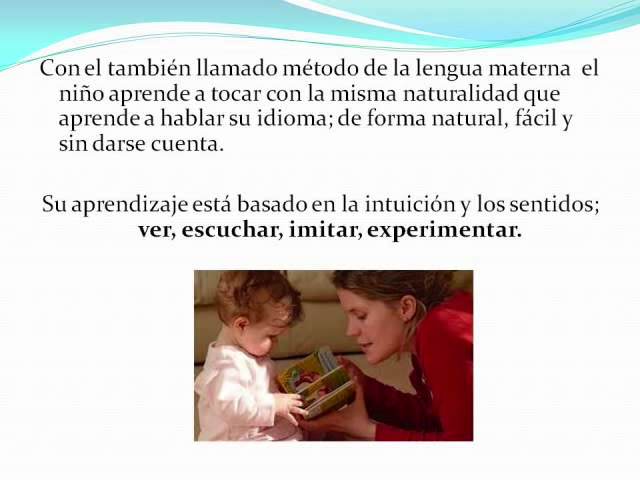 Con el también llamado método de la lengua materna el
niño aprende a tocar con la misma naturalidad que
aprende a hablar su idioma; de forma natural, fácil y
sin darse cuenta.
Su aprendizaje está basado en la intuición y los sentidos;
ver, escuchar, imitar, experimentar.